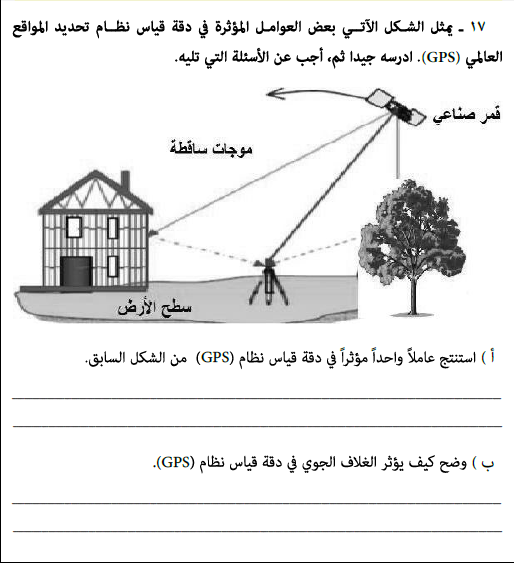 ١٧ ـ يمثل الشكل الآتي بعض العوامل المؤثرة في دقة قياس نظام تحديد المواقع
العالمي (GPS). ادرسه جيدا ثم، أجب عن الأسئلة التي تليه.
قمر صناعي
موجات ساقطة
سطح الأرض
أ ) استنتج عاملاً واحداً مؤثراً في دقة قياس نظام (GPS) من الشكل السابق.
ب ) وضح كيف يؤثر الغلاف الجوي في دقة قياس نظام (GPS).